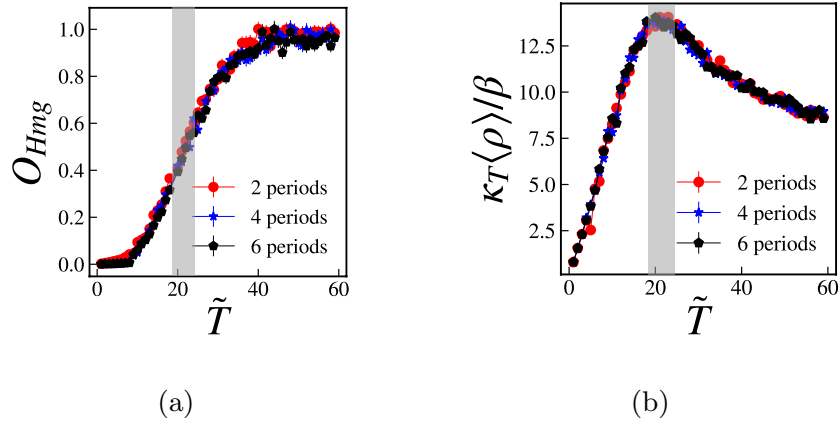 1.0
0.8
0.6
0.4
0.2
0.0
O_{Hmg}
2 periods
4 periods
6 periods
0 20 40 60
T̃
(a)
12.5
10.0
7.5
5.0
2.5
κ_T⟨ρ⟩/β
2 periods
4 periods
6 periods
0 20 40 60
T̃
(b)